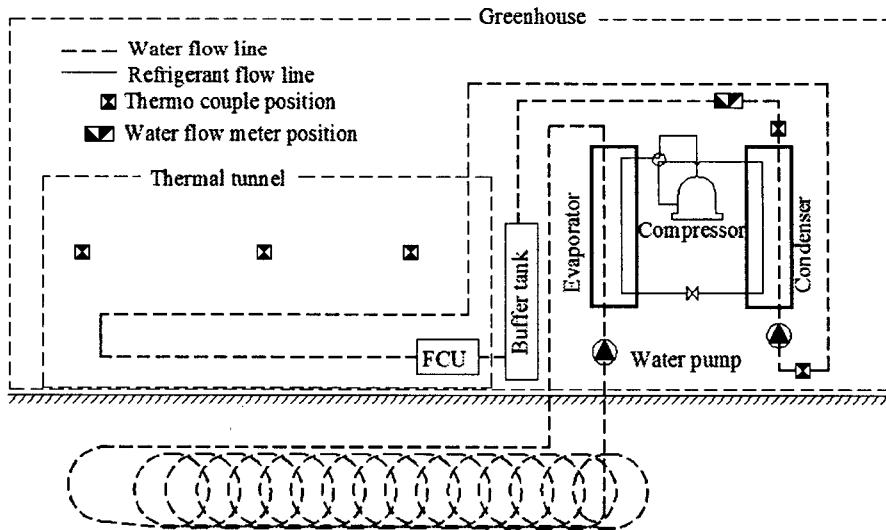 Greenhouse
Water flow line
Refrigerant flow line
Thermo couple position
Water flow meter position
Thermal tunnel
Evaporator
Compressor
Condenser
Buffer tank
FCU
Water pump